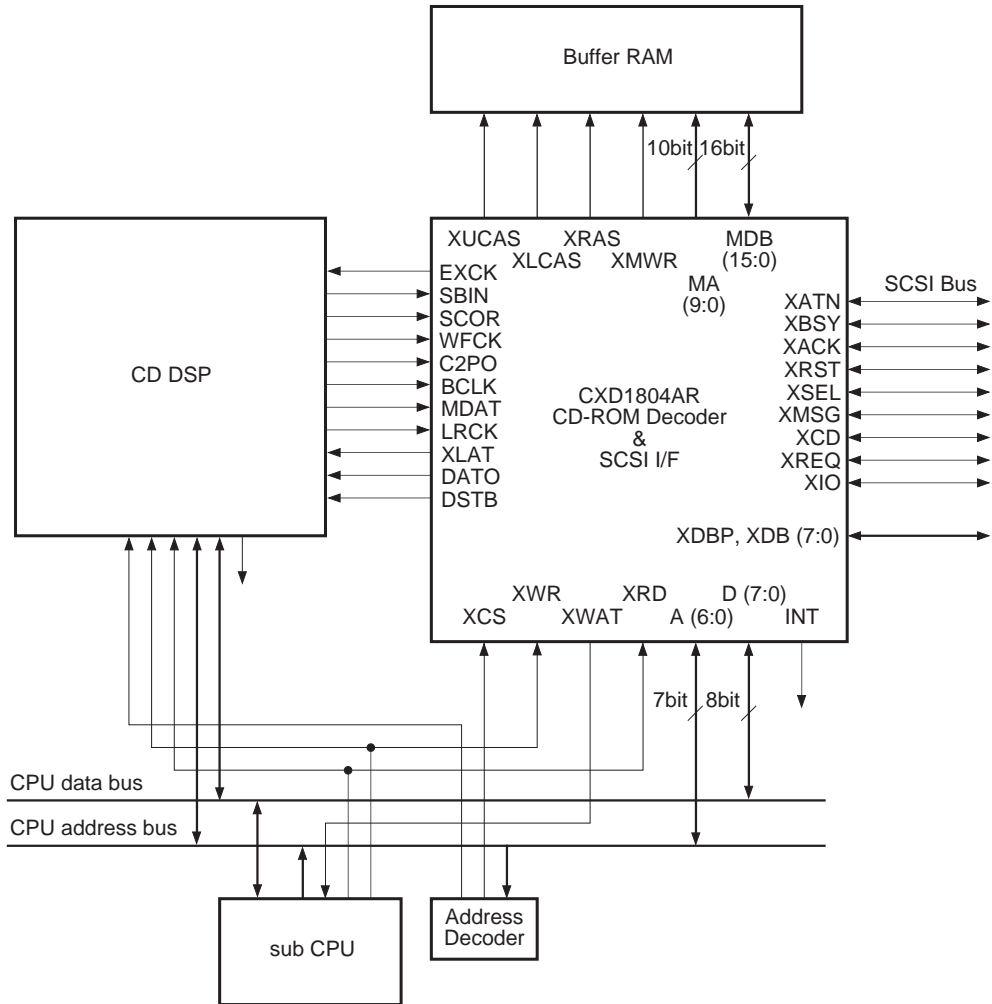 Buffer RAM
10bit 16bit
XUCAS
XRAS
MDB
(15:0)
XLCAS
XMWR
MA
(9:0)
CD DSP
EXCK
SBIN
SCOR
WFCK
C2PO
BCLK
MDAT
LRCK
XLAT
DATO
DSTB
CXD1804AR
CD-ROM Decoder
&
SCSI I/F
SCSI Bus
XATN
XBSY
XACK
XRST
XSEL
XMSG
XCD
XREQ
XIO
XDBP, XDB (7:0)
XWR
XRD
D (7:0)
XCS
XWAT
A (6:0)
INT
7bit 8bit
CPU data bus
CPU address bus
sub CPU
Address
Decoder